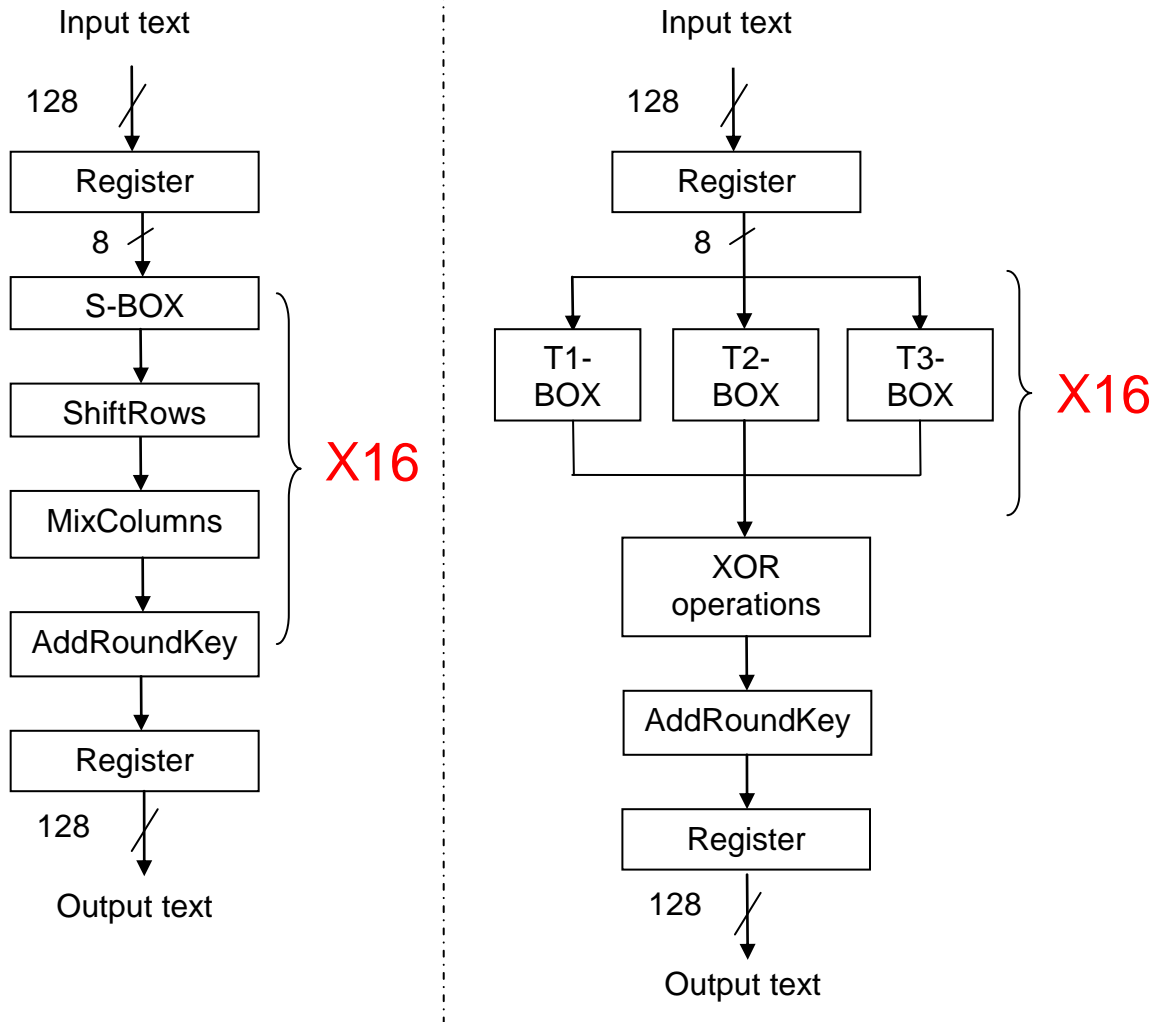 Input text
128
Register
8
S-BOX
ShiftRows
X16
MixColumns
AddRoundKey
Register
128
Output text
Input text
128
Register
8
T1-
BOX
T2-
BOX
T3-
BOX
X16
XOR
operations
AddRoundKey
Register
128
Output text